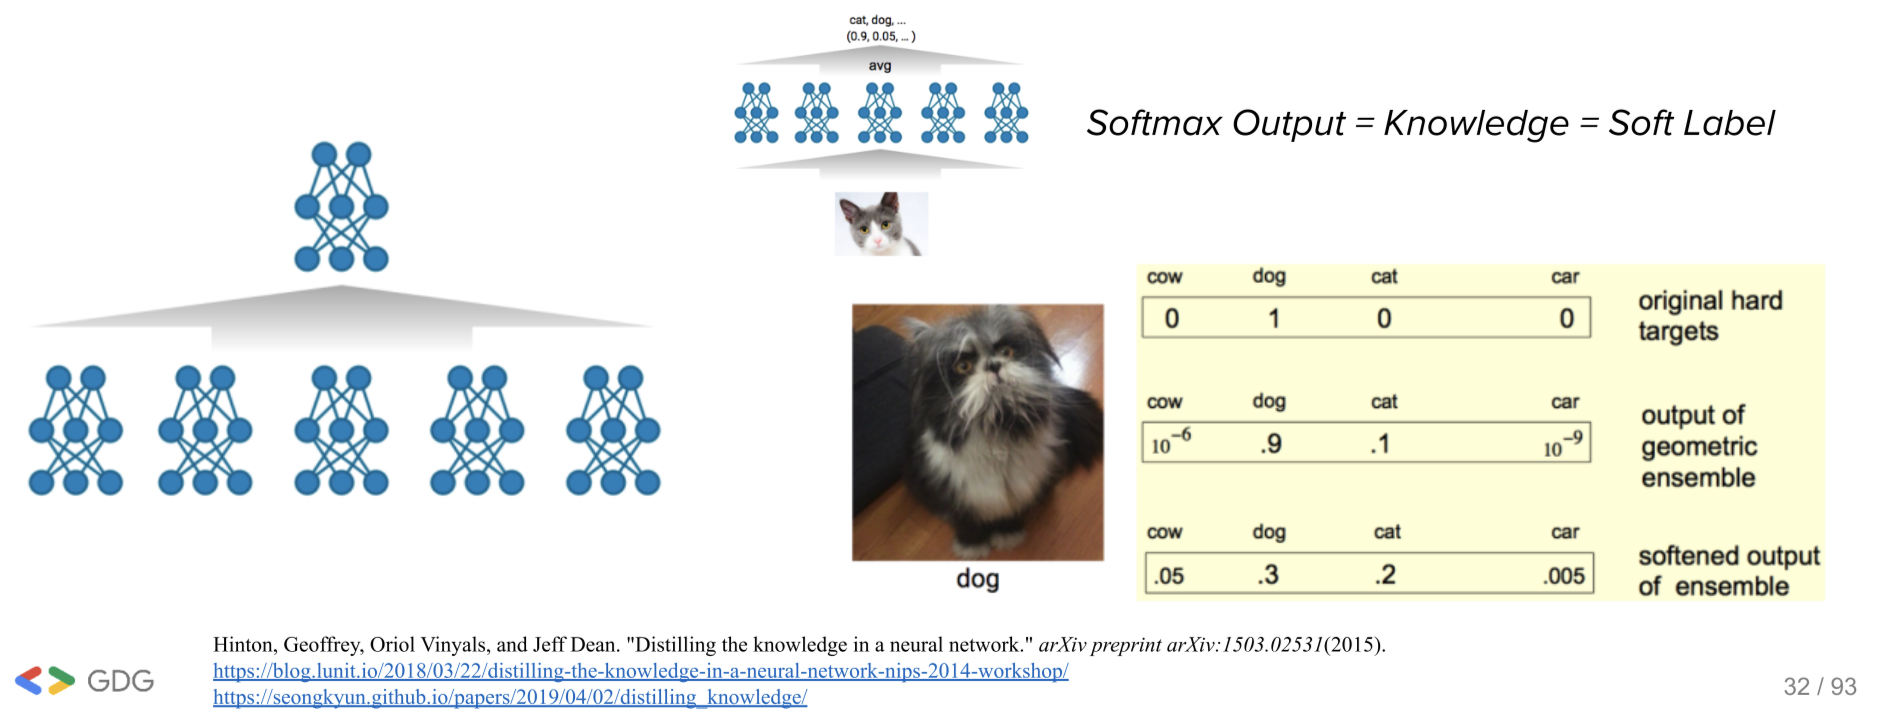 cat, dog, ...
(0.9, 0.05, ... )
avg
Softmax Output = Knowledge = Soft Label
dog
cow dog cat car
0 1 0 0
original hard
targets
cow dog cat car
10⁻⁶ .9 .1 10⁻⁹
output of
geometric
ensemble
cow dog cat car
.05 .3 .2 .005
softened output
of ensemble
Hinton, Geoffrey, Oriol Vinyals, and Jeff Dean. "Distilling the knowledge in a neural network." arXiv preprint arXiv:1503.02531(2015).
https://blog.lunit.io/2018/03/22/distilling-the-knowledge-in-a-neural-network-nips-2014-workshop/
https://seongkyun.github.io/papers/2019/04/02/distilling_knowledge/
GDG
32 / 93